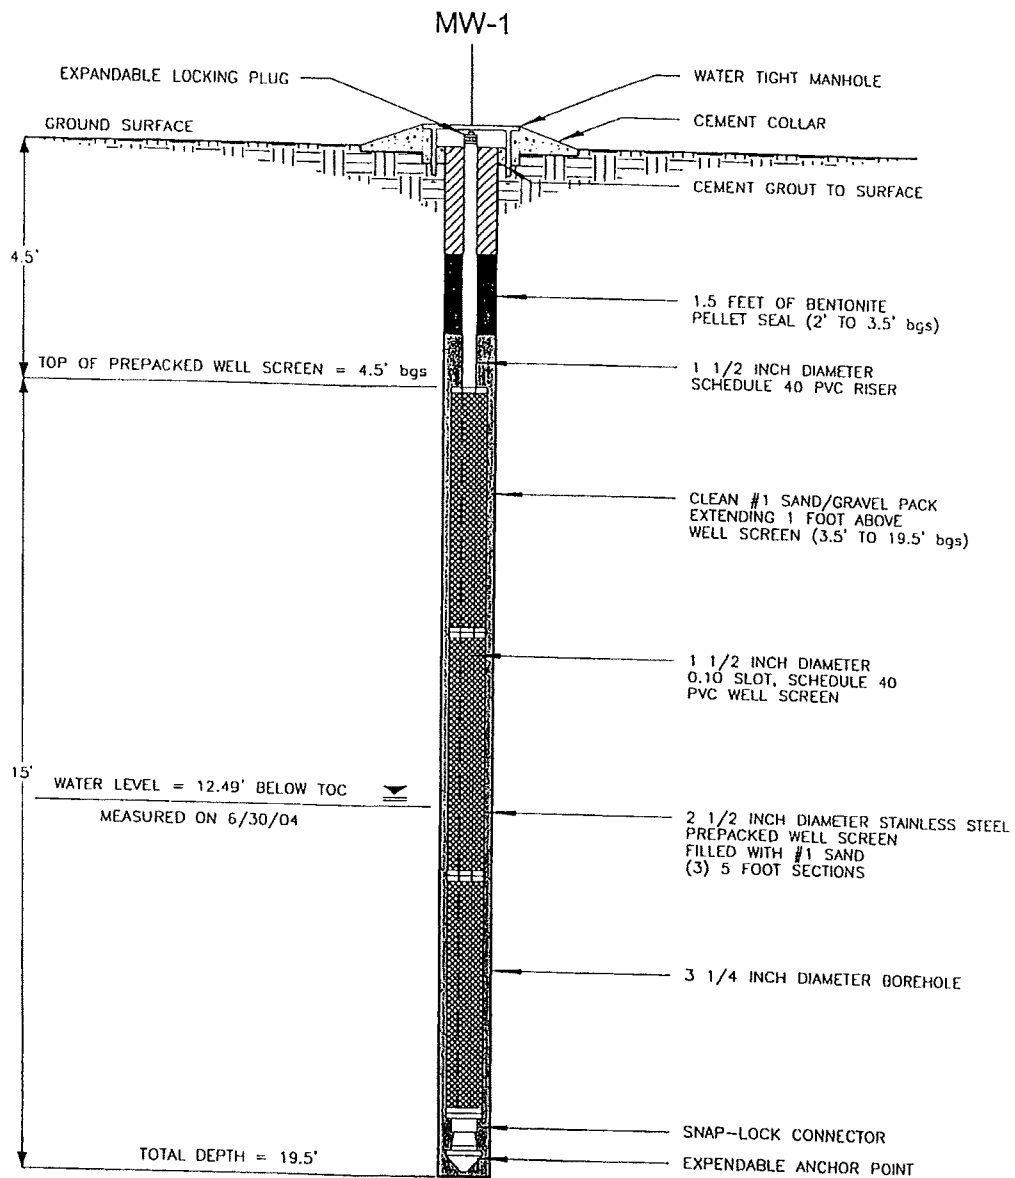 MW-1
EXPANDABLE LOCKING PLUG
WATER TIGHT MANHOLE
GROUND SURFACE
CEMENT COLLAR
CEMENT GROUT TO SURFACE
4.5'
1.5 FEET OF BENTONITE
PELLET SEAL (2' TO 3.5' bgs)
TOP OF PREPACKED WELL SCREEN = 4.5' bgs
1 1/2 INCH DIAMETER
SCHEDULE 40 PVC RISER
CLEAN #1 SAND/GRAVEL PACK
EXTENDING 1 FOOT ABOVE
WELL SCREEN (3.5' TO 19.5' bgs)
1 1/2 INCH DIAMETER
0.10 SLOT, SCHEDULE 40
PVC WELL SCREEN
15'
WATER LEVEL = 12.49' BELOW TOC
MEASURED ON 6/30/04
2 1/2 INCH DIAMETER STAINLESS STEEL
PREPACKED WELL SCREEN
FILLED WITH #1 SAND
(3) 5 FOOT SECTIONS
3 1/4 INCH DIAMETER BOREHOLE
SNAP-LOCK CONNECTOR
TOTAL DEPTH = 19.5'
EXPENDABLE ANCHOR POINT